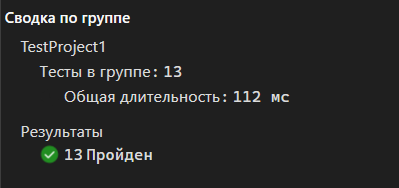 Сводка по группе
TestProject1
Тесты в группе: 13
Общая длительность: 112 мс
Результаты
13 Пройден